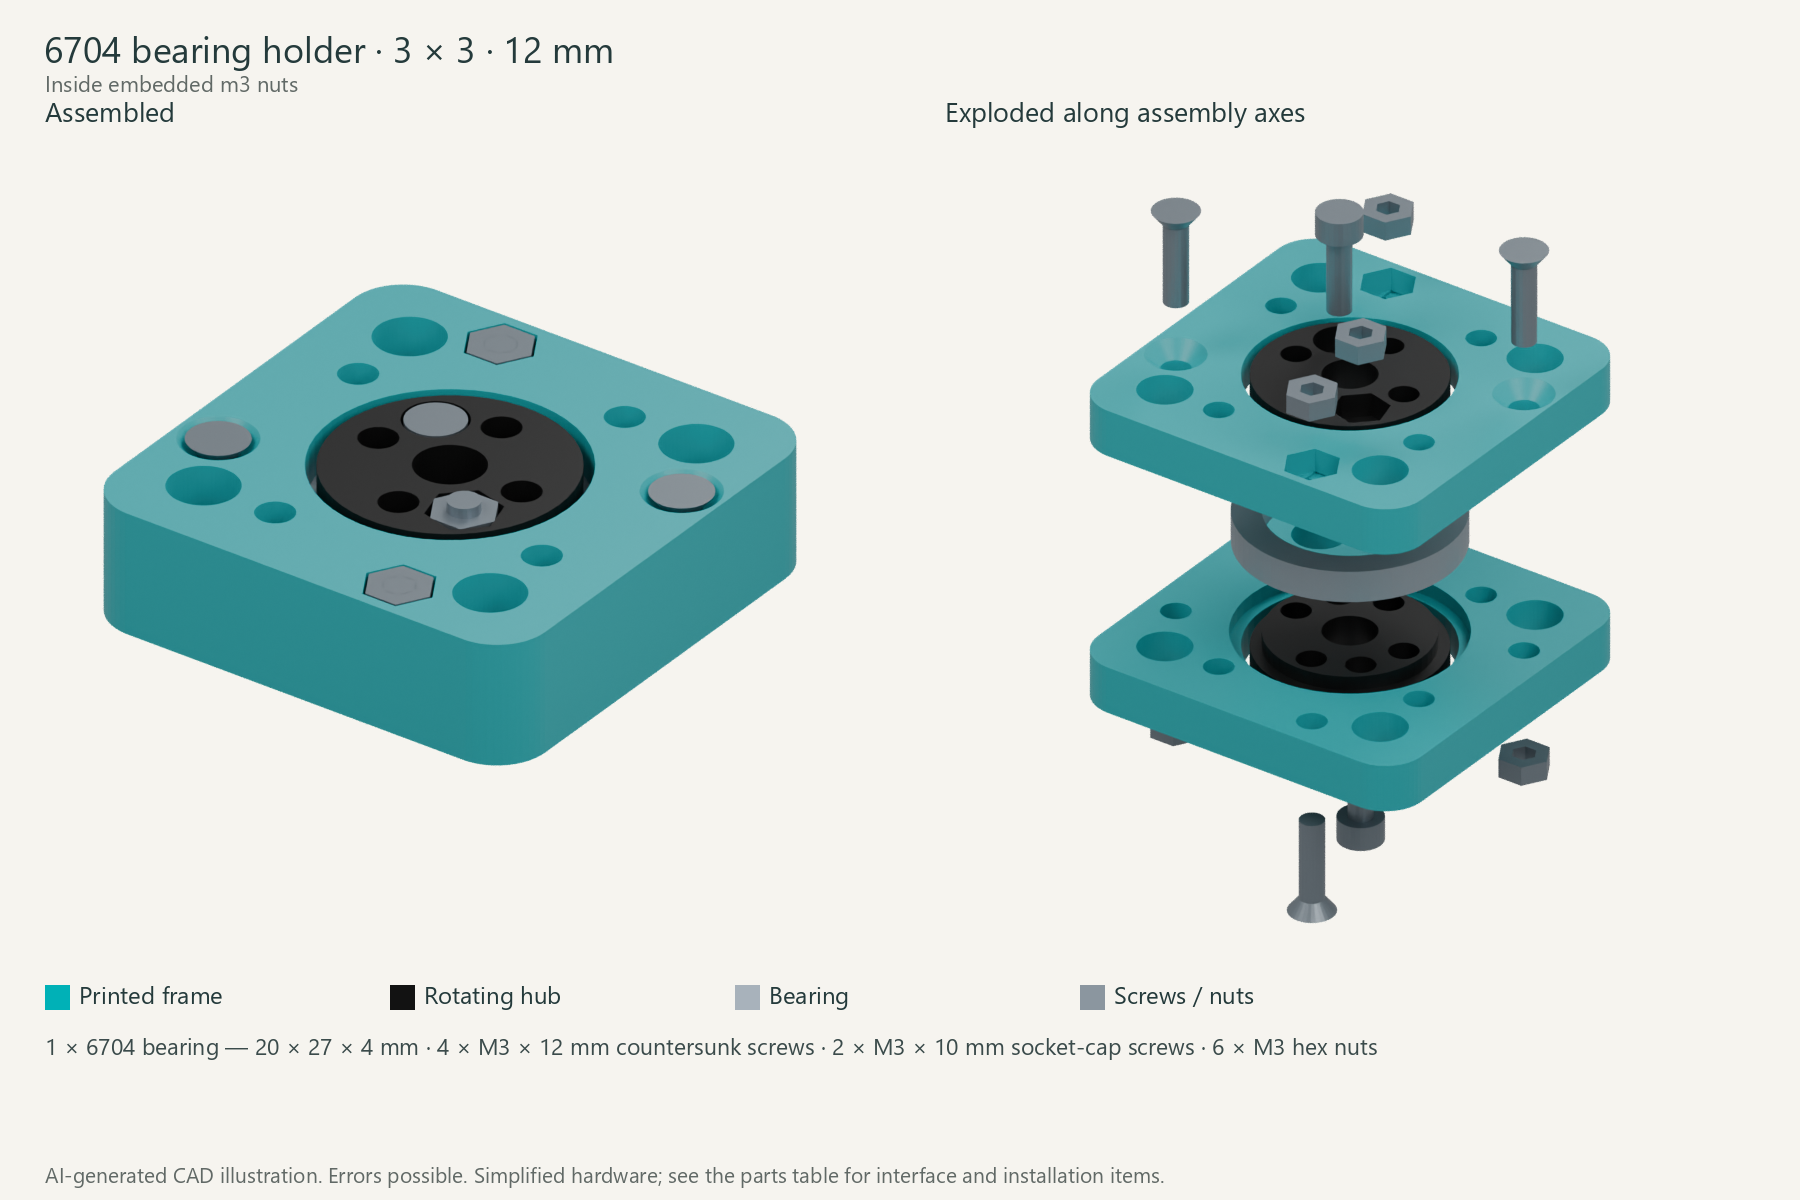 6704 bearing holder · 3 × 3 · 12 mm
Inside embedded m3 nuts
Assembled
Exploded along assembly axes
Printed frame
Rotating hub
Bearing
Screws / nuts
1 × 6704 bearing — 20 × 27 × 4 mm · 4 × M3 × 12 mm countersunk screws · 2 × M3 × 10 mm socket-cap screws · 6 × M3 hex nuts
AI-generated CAD illustration. Errors possible. Simplified hardware; see the parts table for interface and installation items.